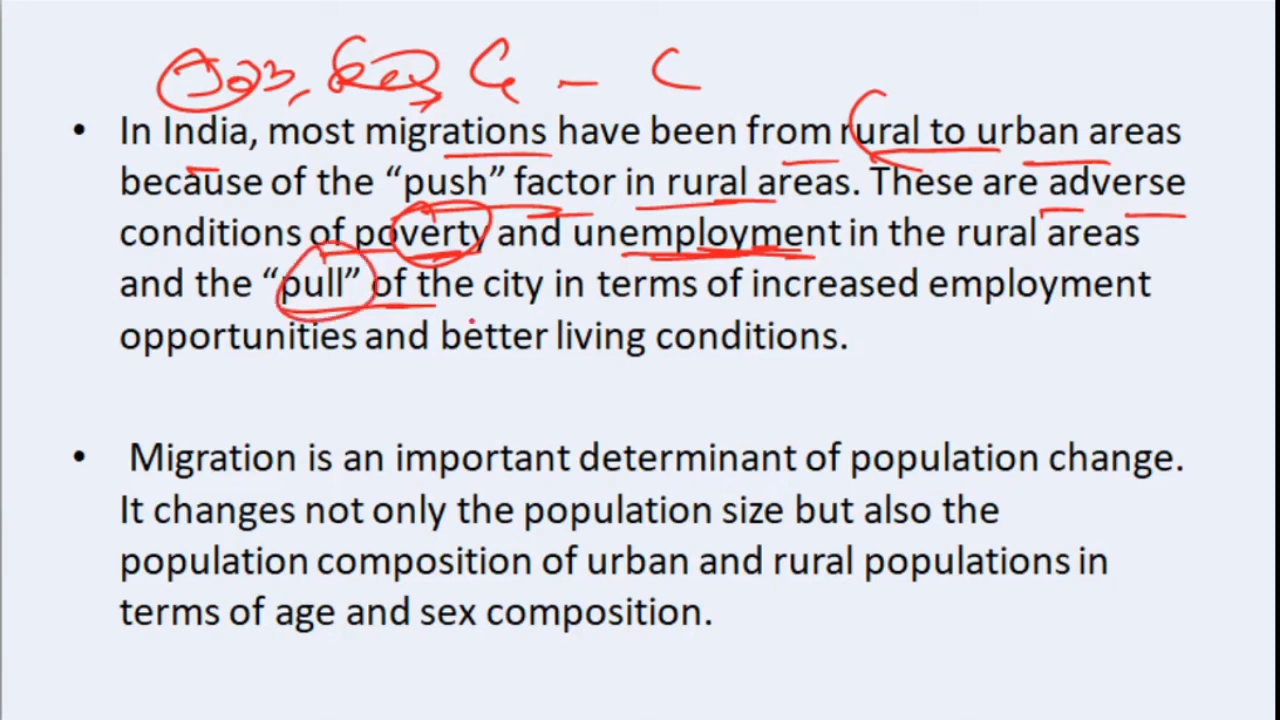 • In India, most migrations have been from rural to urban areas
because of the “push” factor in rural areas. These are adverse
conditions of poverty and unemployment in the rural areas
and the “pull” of the city in terms of increased employment
opportunities and better living conditions.
• Migration is an important determinant of population change.
It changes not only the population size but also the
population composition of urban and rural populations in
terms of age and sex composition.